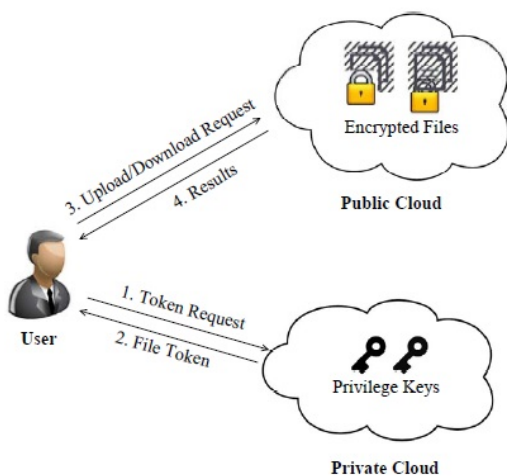 Encrypted Files
Public Cloud
3. Upload/Download Request
4. Results
User
1. Token Request
2. File Token
Privilege Keys
Private Cloud